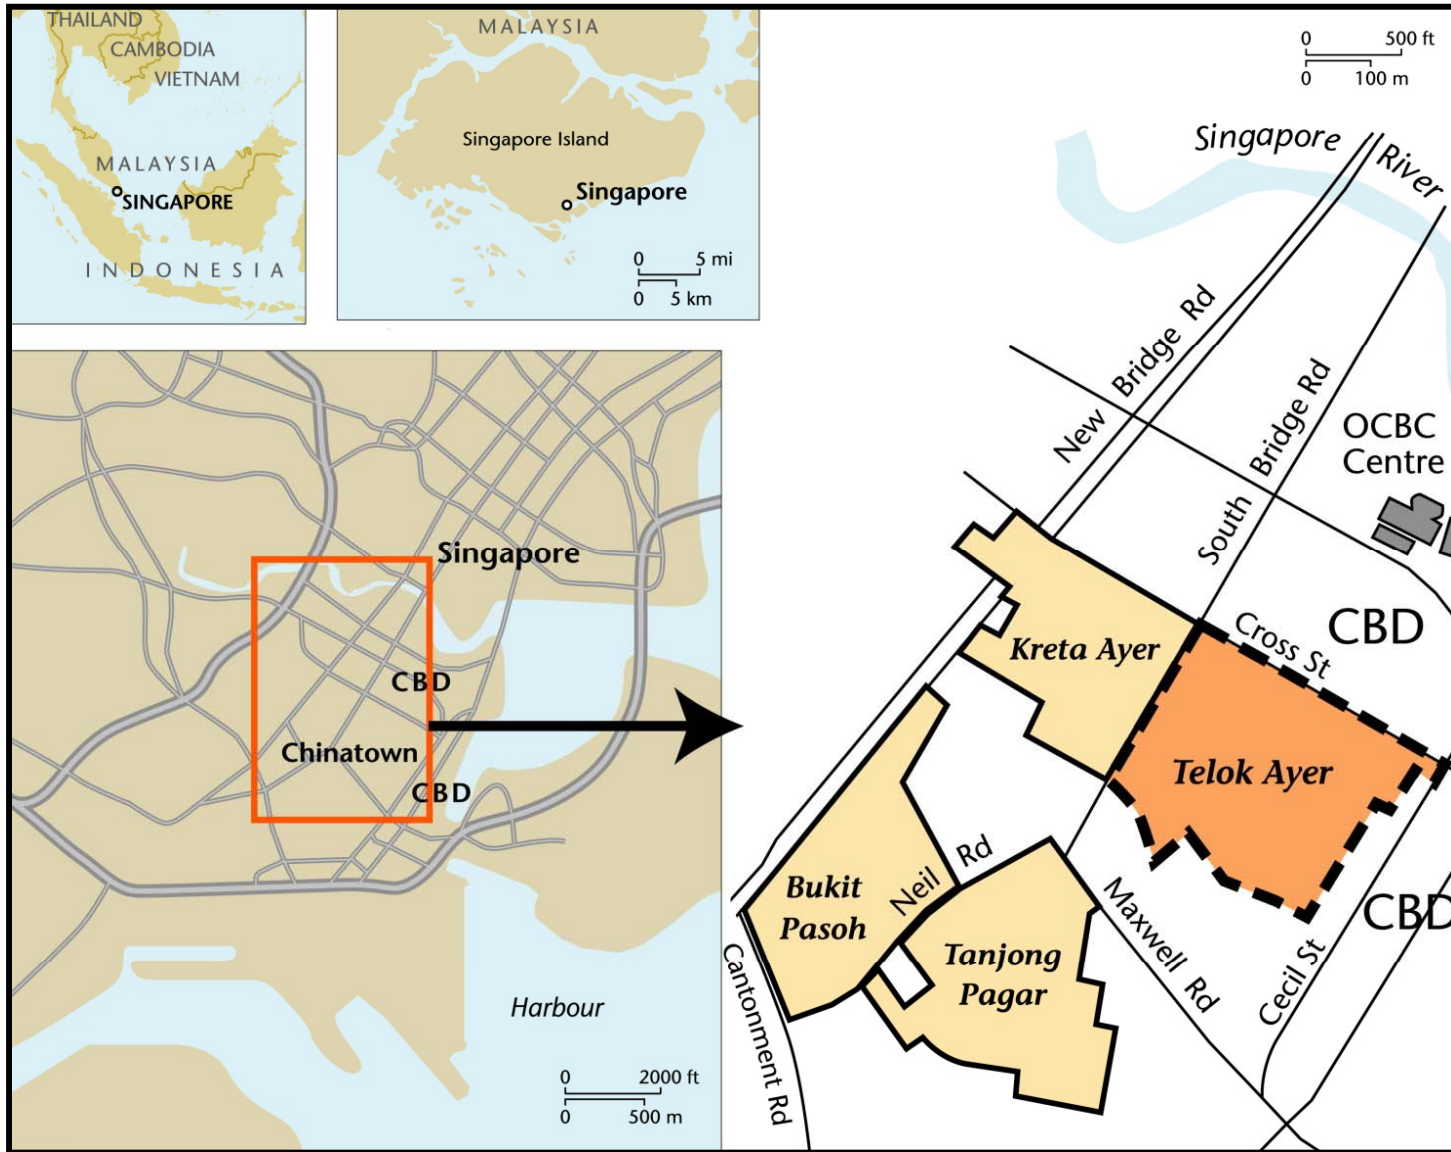 THAILAND
CAMBODIA
VIETNAM
MALAYSIA
SINGAPORE
INDONESIA
MALAYSIA
Singapore Island
Singapore
0 5 mi
0 5 km
Singapore
CBD
Chinatown
CBD
Harbour
0 2000 ft
0 500 m
0 500 ft
0 100 m
Singapore River
New Bridge Rd
South Bridge Rd
OCBC
Centre
CBD
Cross St
Kreta Ayer
Telok Ayer
Bukit
Pasoh
Neil Rd
Tanjong
Pagar
Maxwell Rd
Cecil St
CBD
Cantonment Rd